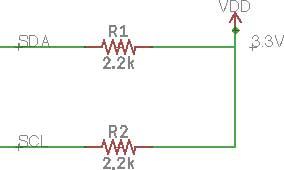 VDD
SDA
R1
3.3V
2.2k
SCL
R2
2.2k